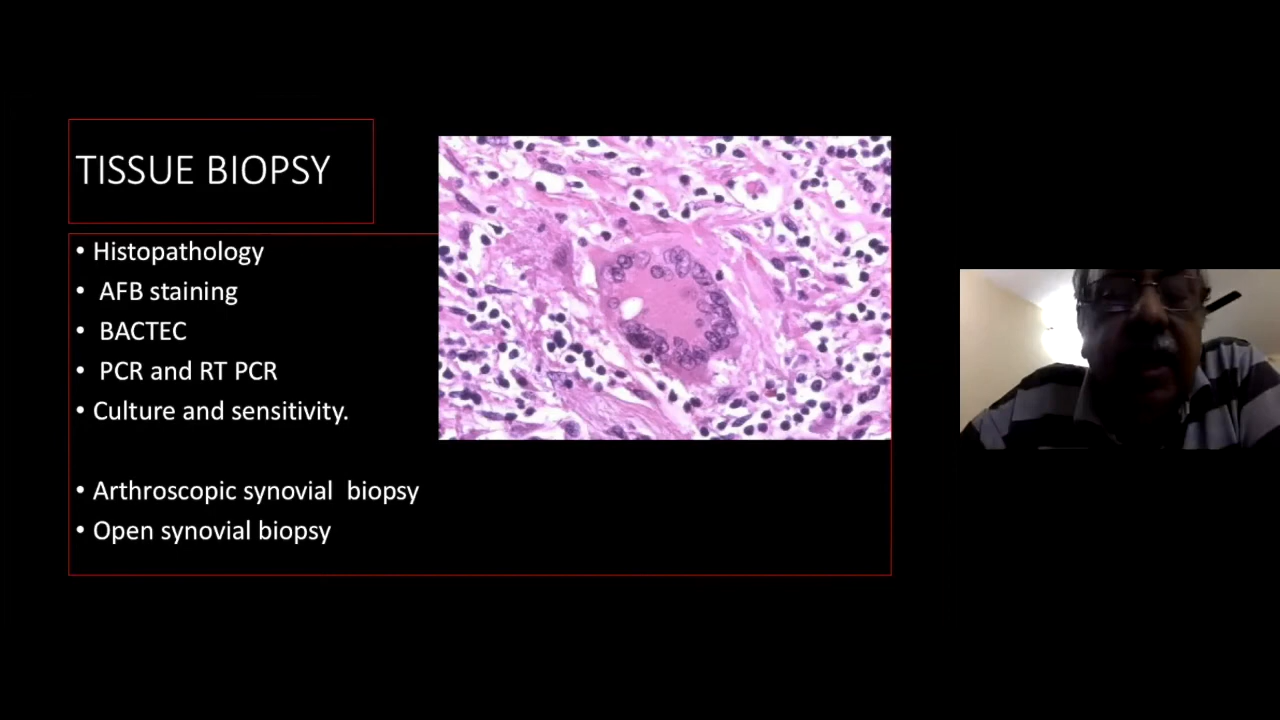 TISSUE BIOPSY
• Histopathology
• AFB staining
• BACTEC
• PCR and RT PCR
• Culture and sensitivity.
• Arthroscopic synovial biopsy
• Open synovial biopsy